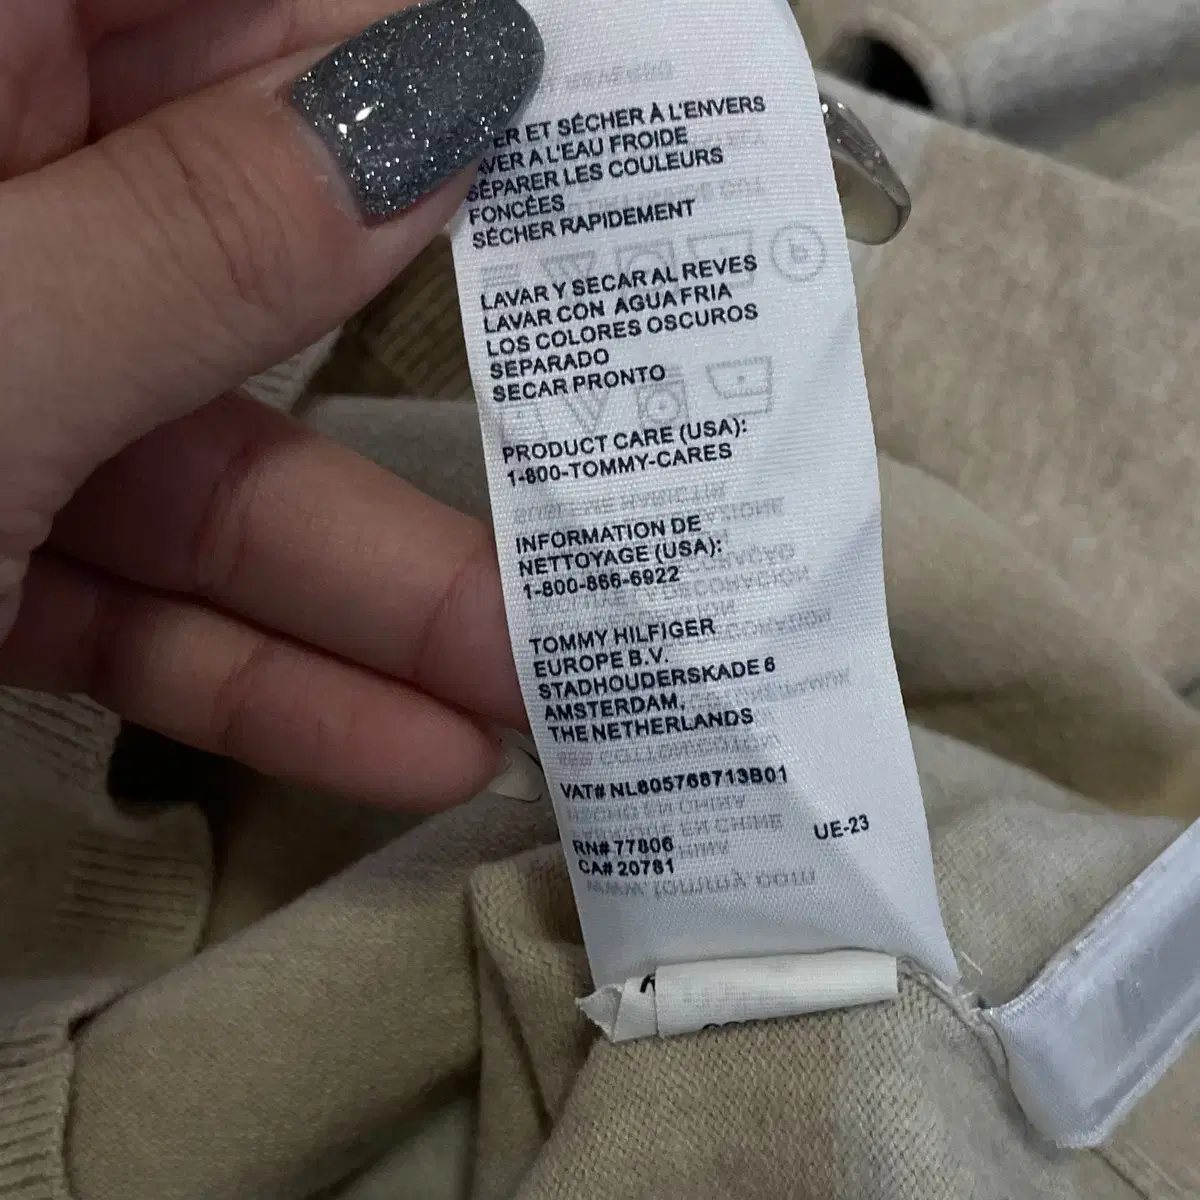 ER ET SÉCHER À L'ENVERS
AVER A L'EAU FROIDE
SÉPARER LES COULEURS
FONCÉES
SÉCHER RAPIDEMENT
LAVAR Y SECAR AL REVES
LAVAR CON AGUA FRIA
LOS COLORES OSCUROS
SEPARADO
SECAR PRONTO
PRODUCT CARE (USA):
1-800-TOMMY-CARES
INFORMATION DE
NETTOYAGE (USA):
1-800-866-6922
TOMMY HILFIGER
EUROPE B.V.
STADHOUDERSKADE 6
AMSTERDAM,
THE NETHERLANDS
VAT# NL805768713B01
RN# 77806
UE-23
CA# 20781